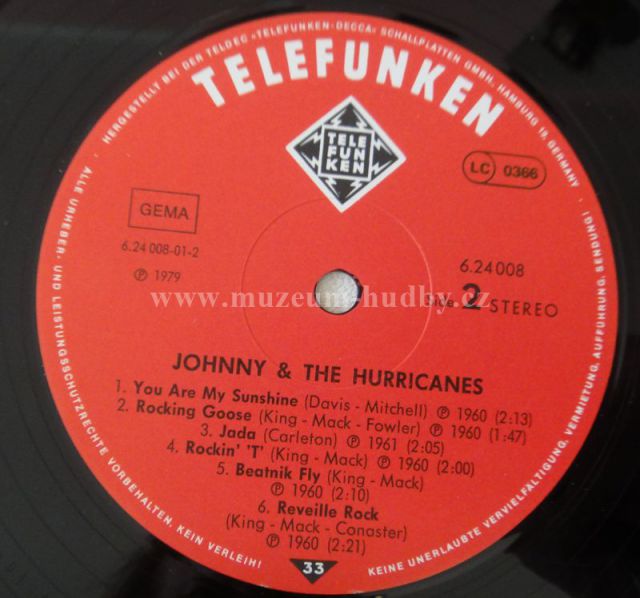 HERGESTELLT BEI DER TELDEC »TELEFUNKEN-DECCA« SCHALLPLATTEN GMBH, HAMBURG 19, GERMANY
TELEFUNKEN
TELE
FUN
KEN
LC 0366
GEMA
6.24 008-01-2
℗ 1979
6.24008
2 STEREO
www.muzeum-hudby.cz
JOHNNY & THE HURRICANES
1. You Are My Sunshine (Davis - Mitchell) ℗ 1960 (2:13)
2. Rocking Goose (King - Mack - Fowler) ℗ 1960 (1:47)
3. Jada (Carleton) ℗ 1961 (2:05)
4. Rockin' 'T' (King - Mack) ℗ 1960 (2:00)
5. Beatnik Fly (King - Mack)
℗ 1960 (2:10)
6. Reveille Rock
(King - Mack - Conaster)
℗ 1960 (2:21)
33
ALLE URHEBER- UND LEISTUNGSSCHUTZRECHTE VORBEHALTEN. KEIN VERLEIH!
KEINE UNERLAUBTE VERVIELFÄLTIGUNG, VERMIETUNG, AUFFÜHRUNG, SENDUNG!